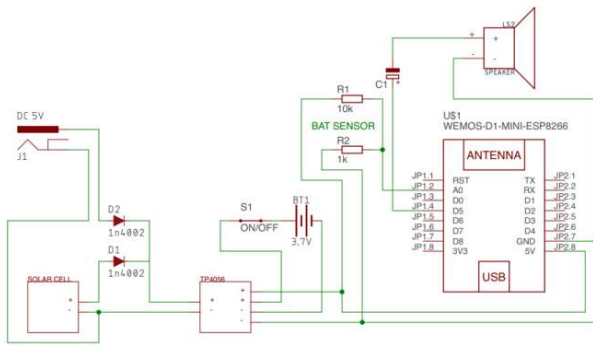 LS2
+ +
- -
SPEAKER
C1
+
R1
10k
BAT SENSOR
R2
1k
U$1
WEMOS-D1-MINI-ESP8266
ANTENNA
JP1.1 RST TX JP2.1
JP1.2 A0 RX JP2.2
JP1.3 D0 D1 JP2.3
JP1.4 D5 D2 JP2.4
JP1.5 D6 D3 JP2.5
JP1.6 D7 D4 JP2.6
JP1.7 D8 GND JP2.7
JP1.8 3V3 5V JP2.8
USB
DC 5V
J1
D2
1n4002
D1
1n4002
S1
ON/OFF
BT1
3.7V
SOLAR CELL
+
-
TP4056
+ +
+
- -
-